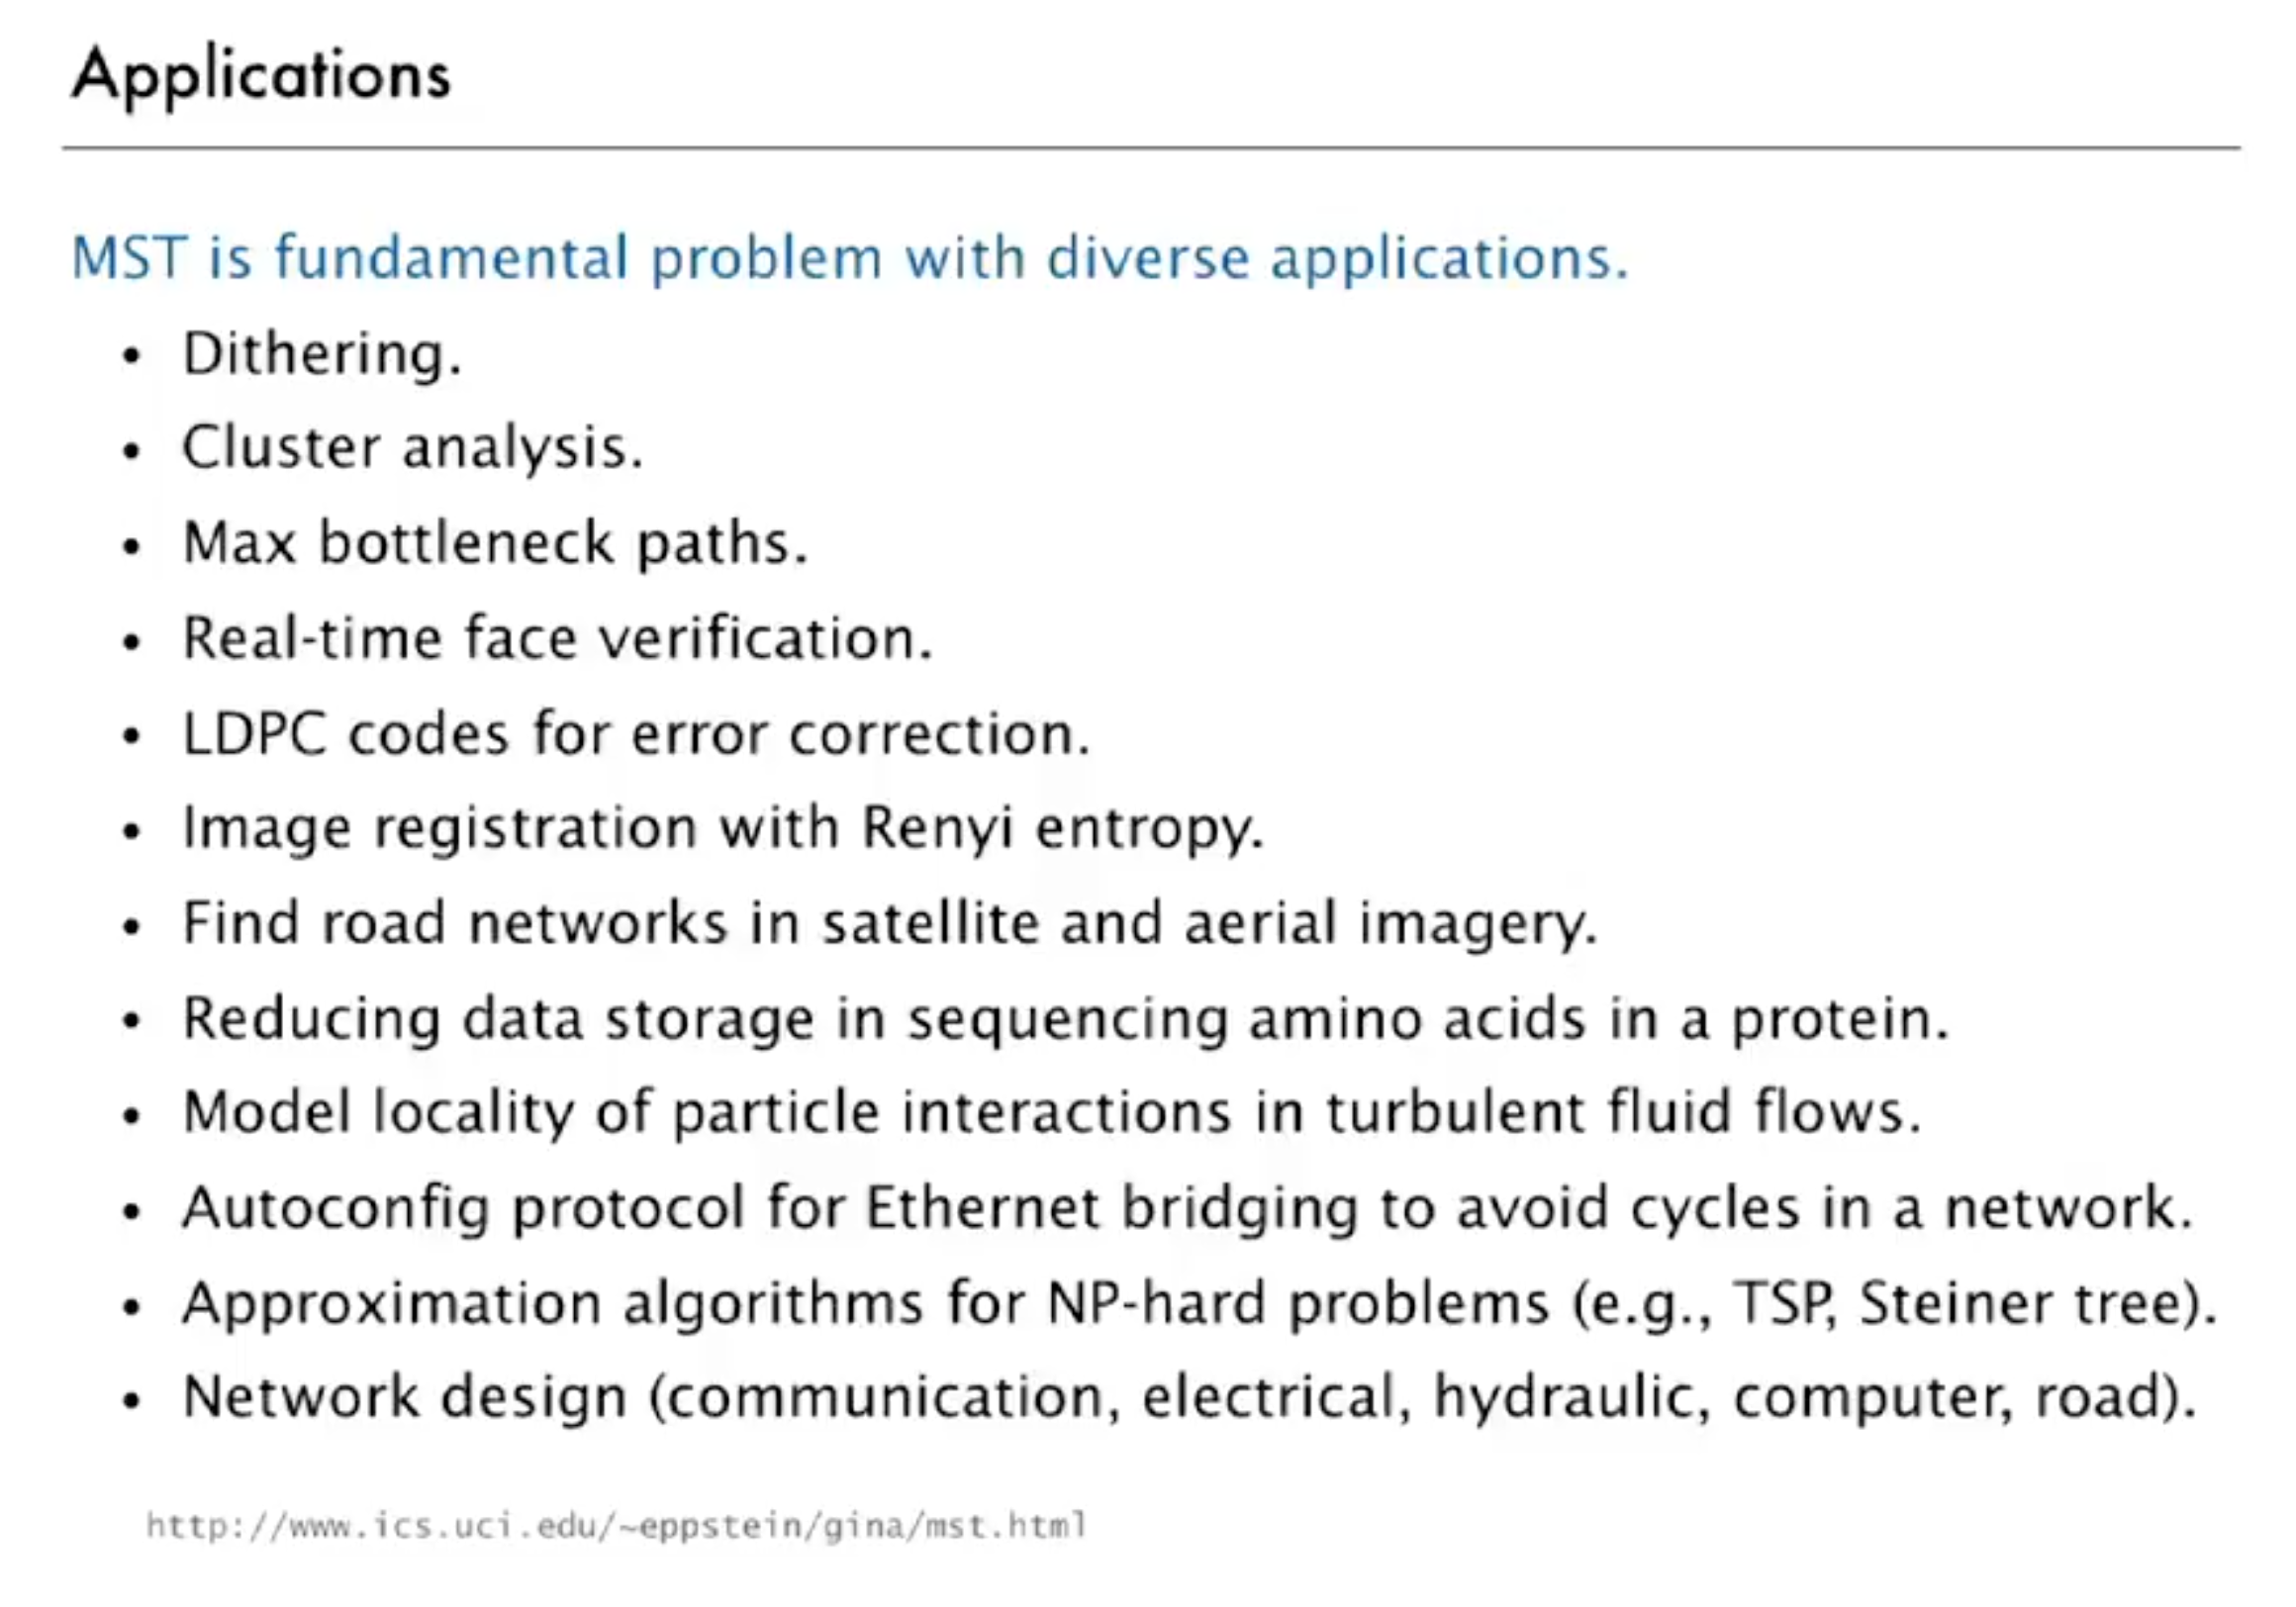 Applications
MST is fundamental problem with diverse applications.
• Dithering.
• Cluster analysis.
• Max bottleneck paths.
• Real-time face verification.
• LDPC codes for error correction.
• Image registration with Renyi entropy.
• Find road networks in satellite and aerial imagery.
• Reducing data storage in sequencing amino acids in a protein.
• Model locality of particle interactions in turbulent fluid flows.
• Autoconfig protocol for Ethernet bridging to avoid cycles in a network.
• Approximation algorithms for NP-hard problems (e.g., TSP, Steiner tree).
• Network design (communication, electrical, hydraulic, computer, road).
http://www.ics.uci.edu/~eppstein/gina/mst.html